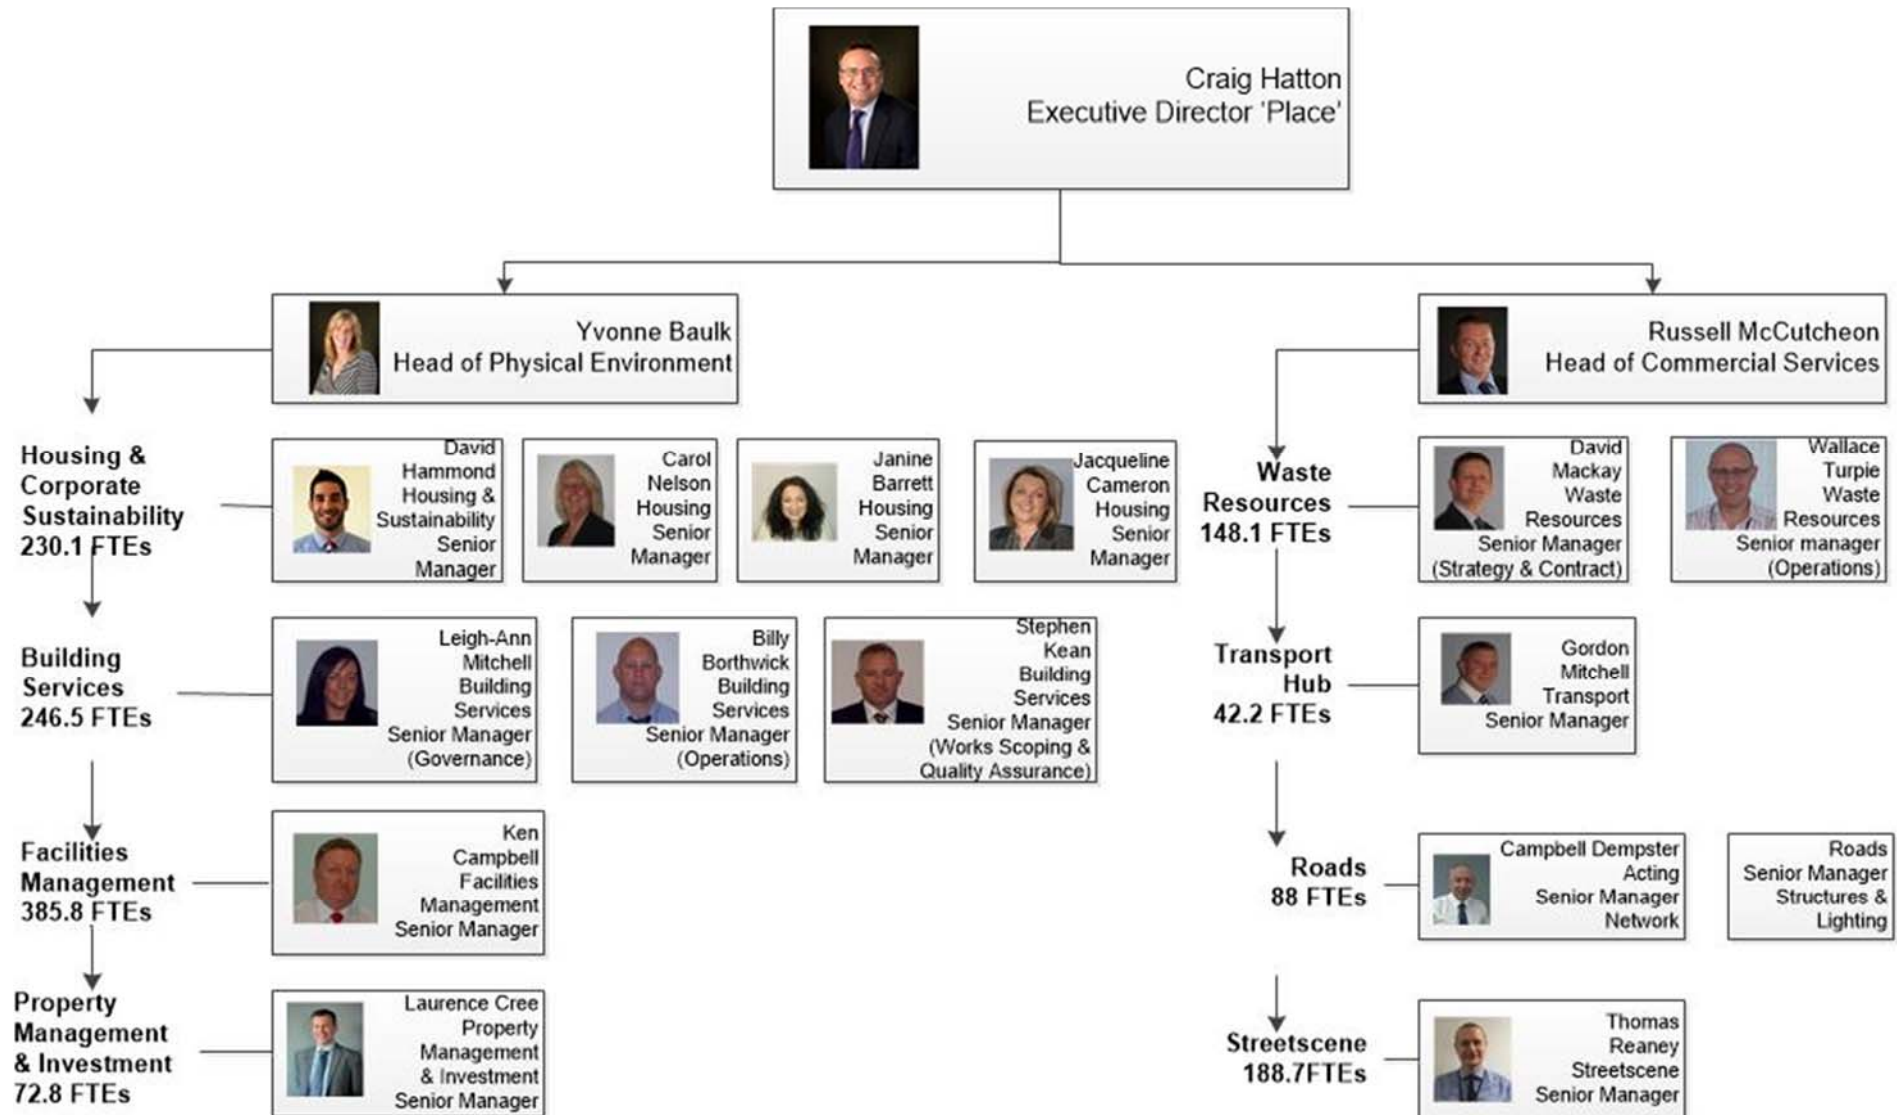 Craig Hatton
Executive Director 'Place'
Yvonne Baulk
Head of Physical Environment
Russell McCutcheon
Head of Commercial Services
Housing &
Corporate
Sustainability
230.1 FTEs
David
Hammond
Housing &
Sustainability
Senior
Manager
Carol
Nelson
Housing
Senior
Manager
Janine
Barrett
Housing
Senior
Manager
Jacqueline
Cameron
Housing
Senior
Manager
Waste
Resources
148.1 FTEs
David
Mackay
Waste
Resources
Senior Manager
(Strategy & Contract)
Wallace
Turpie
Waste
Resources
Senior manager
(Operations)
Building
Services
246.5 FTEs
Leigh-Ann
Mitchell
Building
Services
Senior Manager
(Governance)
Billy
Borthwick
Building
Services
Senior Manager
(Operations)
Stephen
Kean
Building
Services
Senior Manager
(Works Scoping &
Quality Assurance)
Transport
Hub
42.2 FTEs
Gordon
Mitchell
Transport
Senior Manager
Facilities
Management
385.8 FTEs
Ken
Campbell
Facilities
Management
Senior Manager
Roads
88 FTEs
Campbell Dempster
Acting
Senior Manager
Network
Roads
Senior Manager
Structures &
Lighting
Property
Management
& Investment
72.8 FTEs
Laurence Cree
Property
Management
& Investment
Senior Manager
Streetscene
188.7FTEs
Thomas
Reaney
Streetscene
Senior Manager